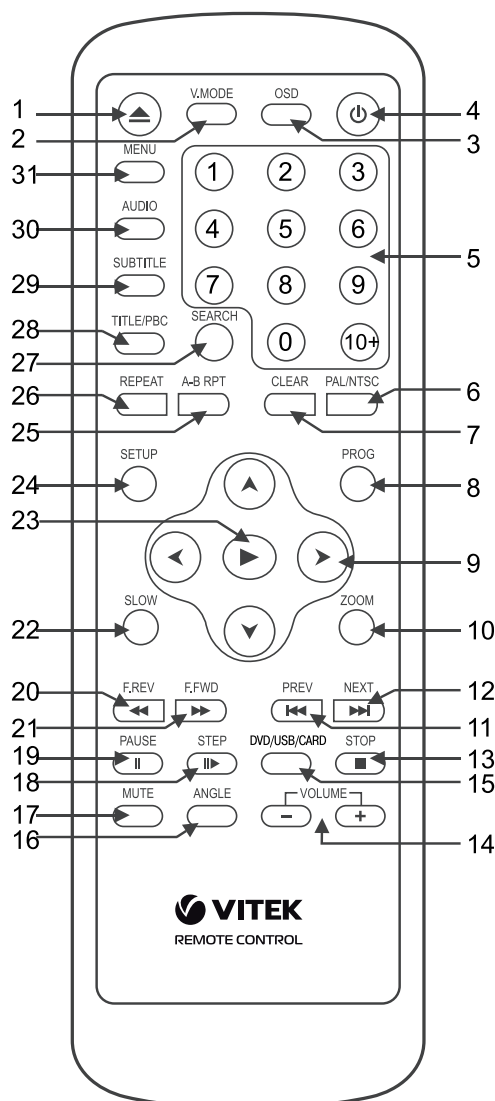 V.MODE OSD
1 4
2 3
MENU
31 1 2 3
AUDIO
30 4 5 6
5
SUBTITLE
29 7 8 9
TITLE/PBC SEARCH
28 0 10+
27
REPEAT A-B RPT CLEAR PAL/NTSC
26 6
25 7
SETUP PROG
24 8
23
9
SLOW ZOOM
22 10
F.REV F.FWD PREV NEXT
20 12
21 11
PAUSE STEP DVD/USB/CARD STOP
19 13
18 15
MUTE ANGLE VOLUME
17 − +
16 14
VITEK
REMOTE CONTROL